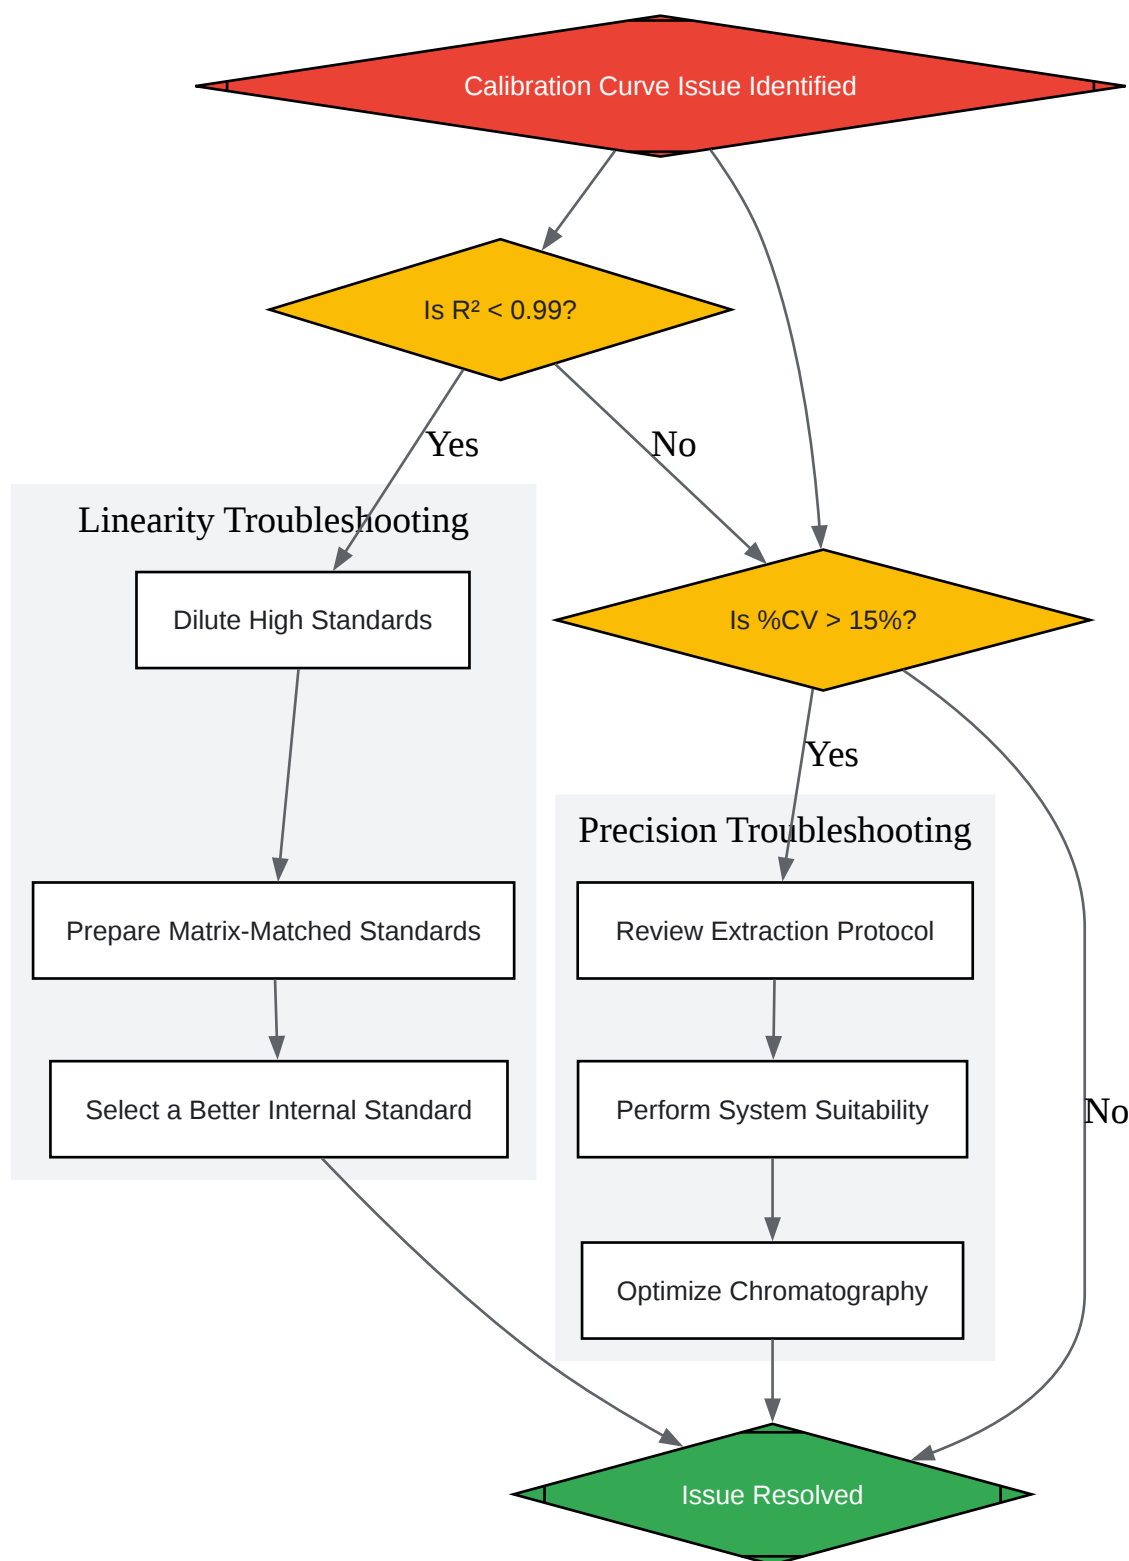 Calibration Curve Issue Identified
Is R² < 0.99?
Yes
No
Linearity Troubleshooting
Dilute High Standards
Is %CV > 15%?
Yes
Precision Troubleshooting
Prepare Matrix-Matched Standards
Review Extraction Protocol
Select a Better Internal Standard
Perform System Suitability
No
Optimize Chromatography
Issue Resolved